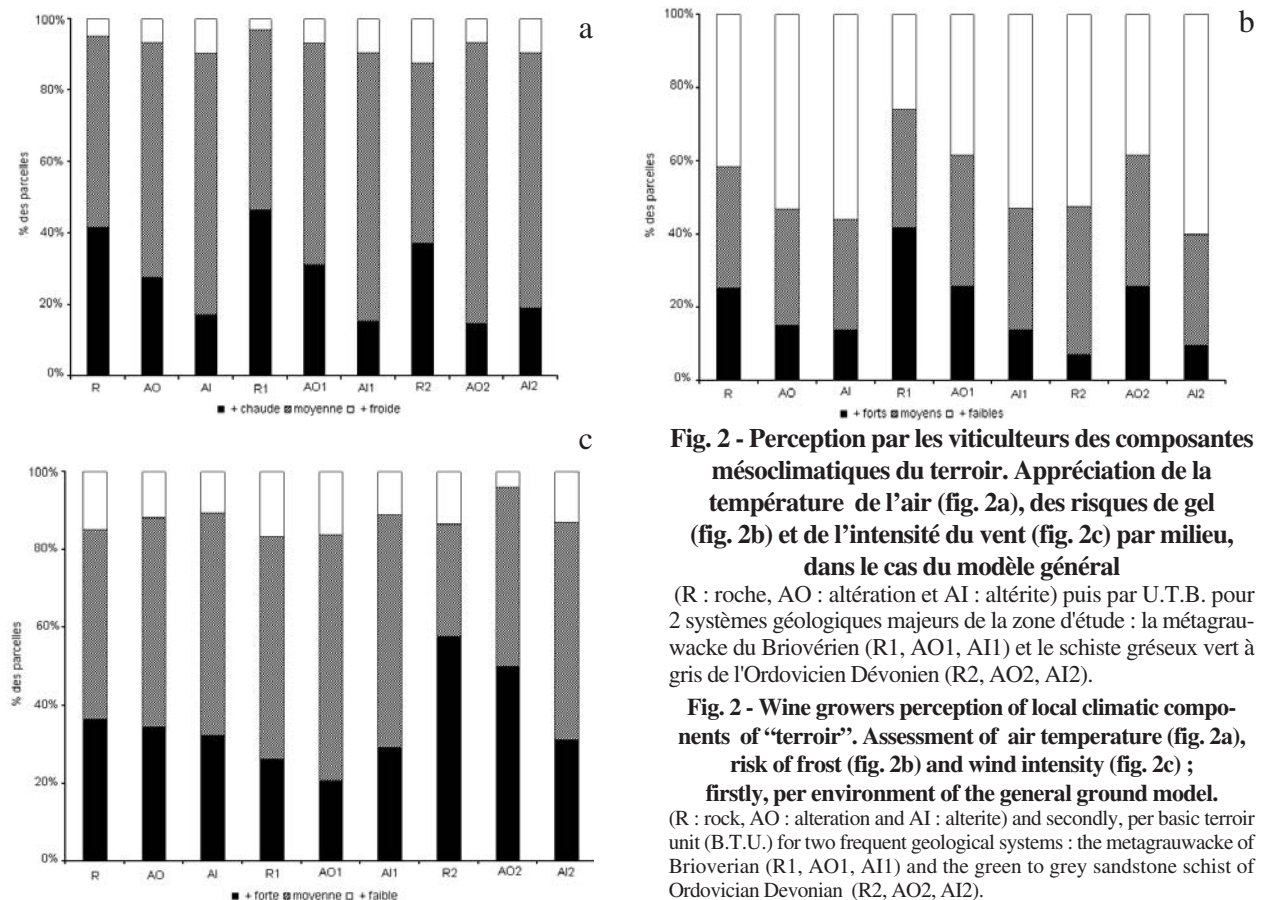 a
100%
80%
60%
40%
20%
0%
% des parcelles
R AO AI R1 AO1 AI1 R2 AO2 AI2
+ chaude moyenne + froide
b
100%
80%
60%
40%
20%
0%
% des parcelles
R AO AI R1 AO1 AI1 R2 AO2 AI2
+ forts moyens + faibles
c
100%
80%
60%
40%
20%
0%
% des parcelles
R AO AI R1 AO1 AI1 R2 AO2 AI2
+ forte moyenne + faible
Fig. 2 - Perception par les viticulteurs des composantes
mésoclimatiques du terroir. Appréciation de la
température de l'air (fig. 2a), des risques de gel
(fig. 2b) et de l'intensité du vent (fig. 2c) par milieu,
dans le cas du modèle général
(R : roche, AO : altération et AI : altérite) puis par U.T.B. pour
2 systèmes géologiques majeurs de la zone d'étude : la métagrau-
wacke du Briovérien (R1, AO1, AI1) et le schiste gréseux vert à
gris de l'Ordovicien Dévonien (R2, AO2, AI2).
Fig. 2 - Wine growers perception of local climatic compo-
nents of “terroir”. Assessment of air temperature (fig. 2a),
risk of frost (fig. 2b) and wind intensity (fig. 2c) ;
firstly, per environment of the general ground model.
(R : rock, AO : alteration and AI : alterite) and secondly, per basic terroir
unit (B.T.U.) for two frequent geological systems : the metagrauwacke of
Brioverian (R1, AO1, AI1) and the green to grey sandstone schist of
Ordovician Devonian (R2, AO2, AI2).